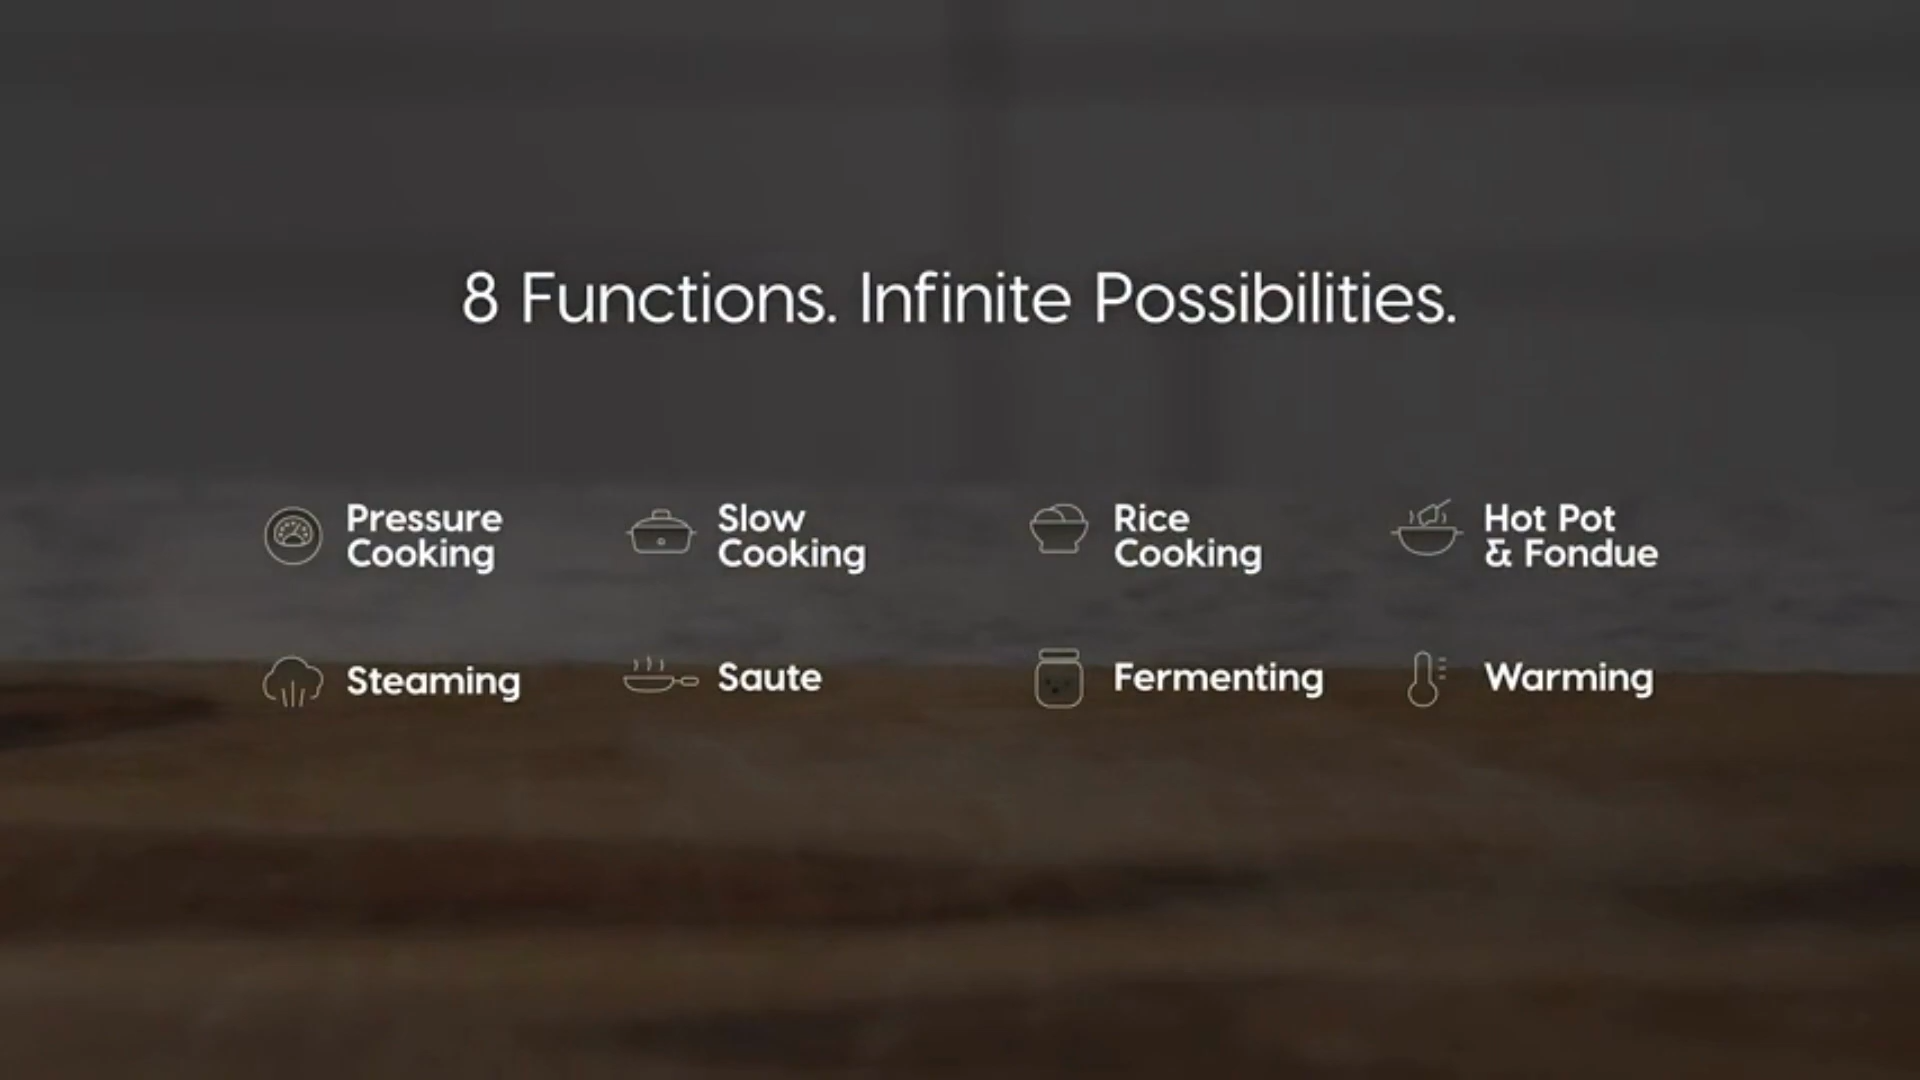 8 Functions. Infinite Possibilities.
Pressure
Cooking
Slow
Cooking
Rice
Cooking
Hot Pot
& Fondue
Steaming
Saute
Fermenting
Warming